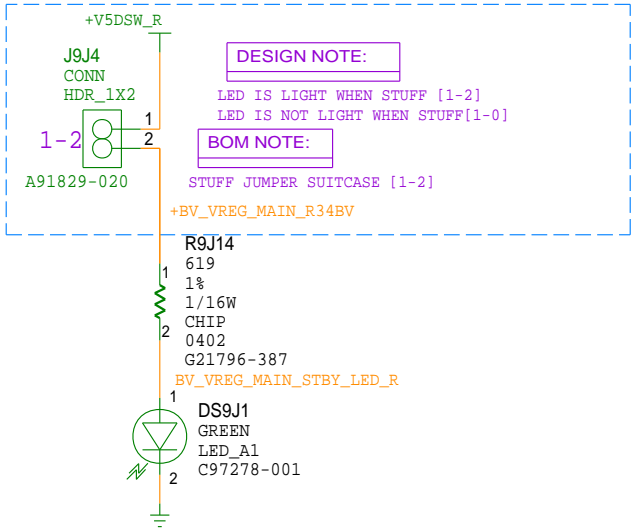 +V5DSW_R
J9J4
CONN
HDR_1X2
DESIGN NOTE:
LED IS LIGHT WHEN STUFF [1-2]
LED IS NOT LIGHT WHEN STUFF[1-0]
1
2
1-2
BOM NOTE:
A91829-020
STUFF JUMPER SUITCASE [1-2]
+BV_VREG_MAIN_R34BV
R9J14
619
1%
1/16W
CHIP
0402
G21796-387
1
2
BV_VREG_MAIN_STBY_LED_R
1
DS9J1
GREEN
LED_A1
C97278-001
2